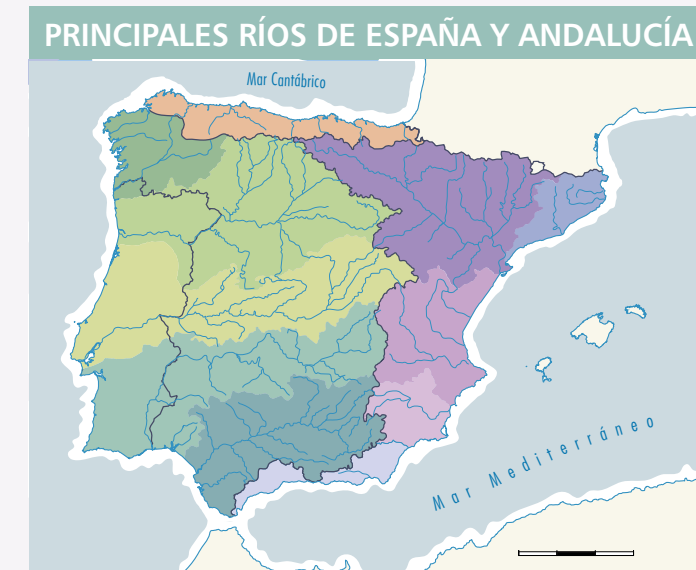 PRINCIPALES RÍOS DE ESPAÑA Y ANDALUCÍA
Mar Cantábrico
Mar Mediterráneo